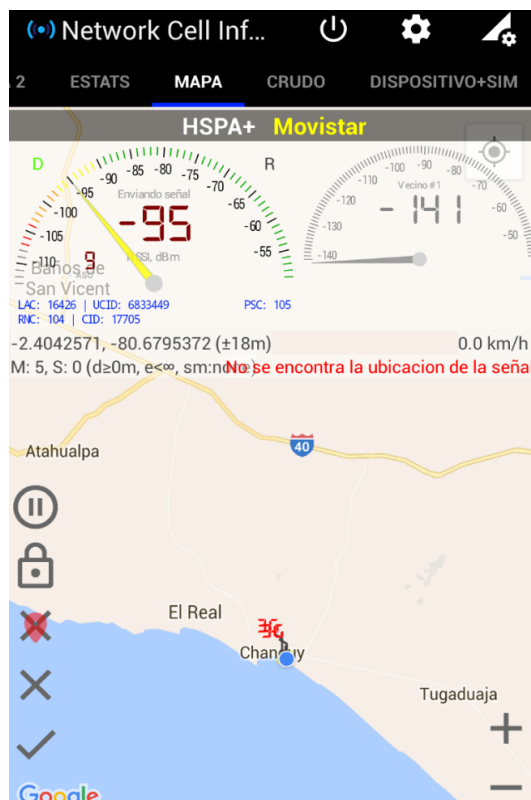 Network Cell Inf...
2 ESTATS MAPA CRUDO DISPOSITIVO+SIM
HSPA+ Movistar
D R
-110 -100 -95 -90 -85 -80 -75 -70 -65 -60 -55
Enviando señal
-95
RSSI, dBm
9
ASU
-140 -130 -120 -110 -100 -90 -80 -70 -60 -50
Vecino #1
-141
Baños de
San Vicent
LAC: 16426 | UCID: 6833449 PSC: 105
RNC: 104 | CID: 17705
-2.4042571, -80.6795372 (±18m) 0.0 km/h
M: 5, S: 0 (d≥0m, e<∞, sm:none)
No se encontra la ubicacion de la señal
Atahualpa
40
El Real
3G
Chanduy
Tugaduaja
Google